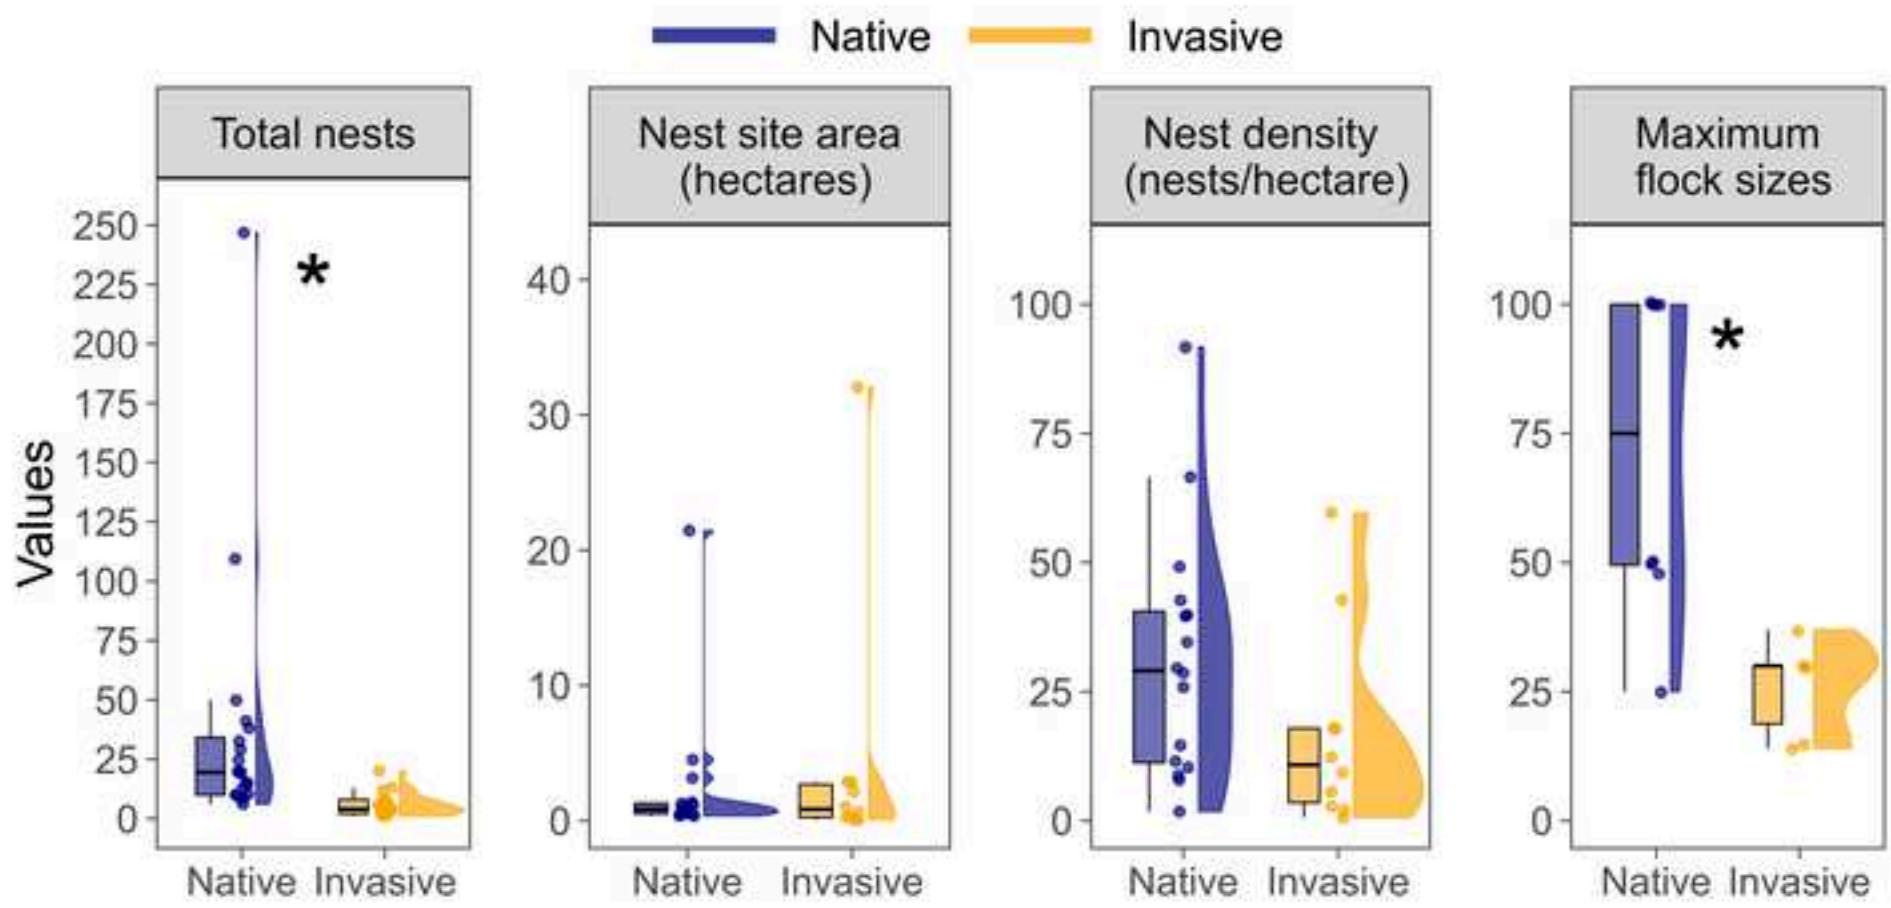 Native Invasive
Total nests
Nest site area
(hectares)
Nest density
(nests/hectare)
Maximum
flock sizes
Values
250
225
200
175
150
125
100
75
50
25
0
40
30
20
10
0
100
75
50
25
0
100
75
50
25
0
*
*
Native Invasive
Native Invasive
Native Invasive
Native Invasive